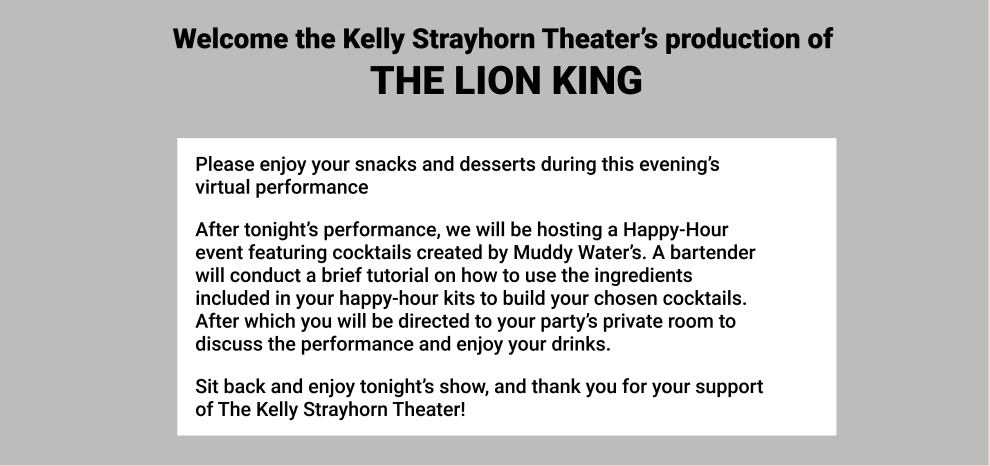 Welcome the Kelly Strayhorn Theater’s production of
THE LION KING
Please enjoy your snacks and desserts during this evening’s
virtual performance
After tonight’s performance, we will be hosting a Happy-Hour
event featuring cocktails created by Muddy Water’s. A bartender
will conduct a brief tutorial on how to use the ingredients
included in your happy-hour kits to build your chosen cocktails.
After which you will be directed to your party’s private room to
discuss the performance and enjoy your drinks.
Sit back and enjoy tonight’s show, and thank you for your support
of The Kelly Strayhorn Theater!